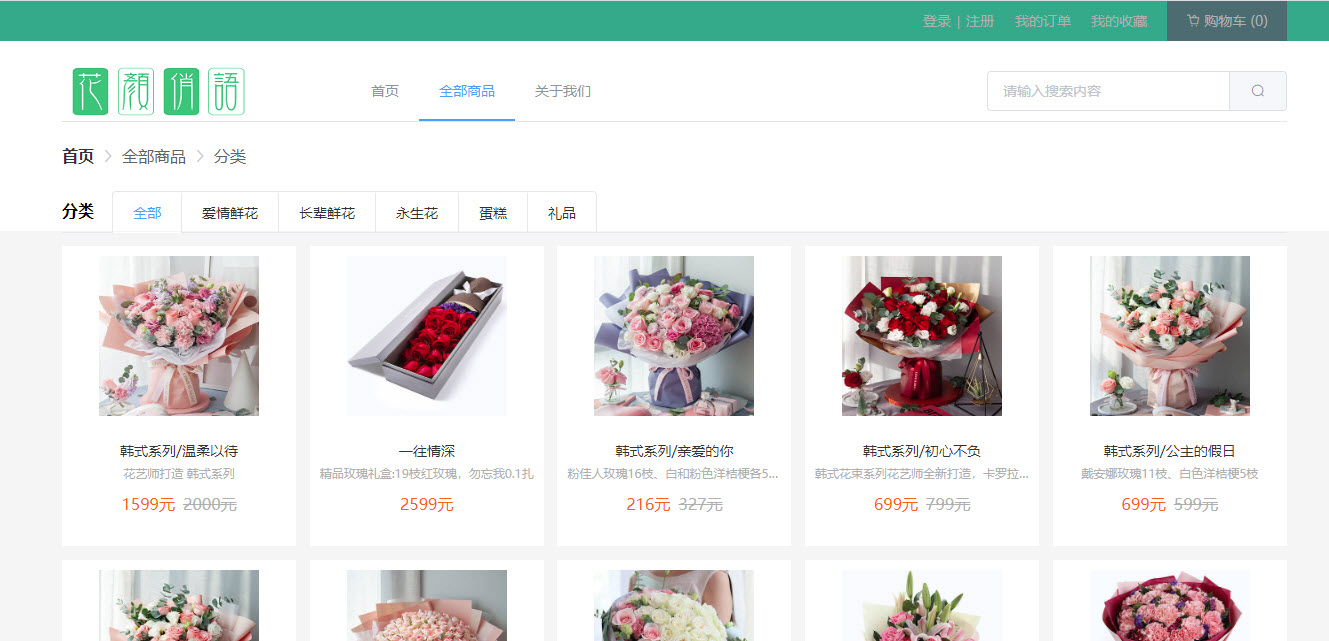 登录 | 注册 我的订单 我的收藏 购物车 (0)
花顏俏語
首页 全部商品 关于我们
请输入搜索内容
首页 > 全部商品 > 分类
分类 全部 爱情鲜花 长辈鲜花 永生花 蛋糕 礼品
韩式系列/温柔以待
花艺师打造 韩式系列
1599元 2000元
一往情深
精品玫瑰礼盒:19枝红玫瑰，勿忘我0.1扎
2599元
韩式系列/亲爱的你
粉佳人玫瑰16枝、白和粉色洋桔梗各5...
216元 327元
韩式系列/初心不负
韩式花束系列花艺师全新打造，卡罗拉...
699元 799元
韩式系列/公主的假日
戴安娜玫瑰11枝、白色洋桔梗5枝
699元 599元